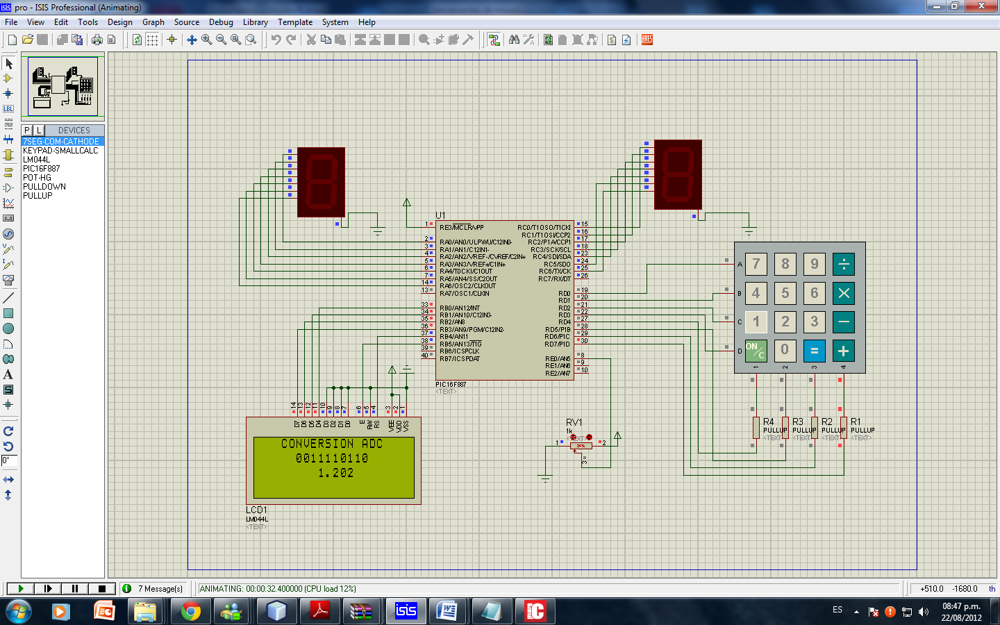 pro - ISIS Professional (Animating)
File View Edit Tools Design Graph Source Debug Library Template System Help
P L DEVICES
7SEG-COM-CATHODE
KEYPAD-SMALLCALC
LM044L
PIC16F887
POT-HG
PULLDOWN
PULLUP
LBL
A
S
0°
ARES
U1
1 RE3/MCLR/VPP
2 RA0/AN0/ULPWU/C12IN0-
3 RA1/AN1/C12IN1-
4 RA2/AN2/VREF-/CVREF/C2IN+
5 RA3/AN3/VREF+/C1IN+
6 RA4/T0CKI/C1OUT
7 RA5/AN4/SS/C2OUT
14 RA6/OSC2/CLKOUT
13 RA7/OSC1/CLKIN
33 RB0/AN12/INT
34 RB1/AN10/C12IN3-
35 RB2/AN8
36 RB3/AN9/PGM/C12IN2-
37 RB4/AN11
38 RB5/AN13/T1G
39 RB6/ICSPCLK
40 RB7/ICSPDAT
RC0/T1OSO/T1CKI 15
RC1/T1OSI/CCP2 16
RC2/P1A/CCP1 17
RC3/SCK/SCL 18
RC4/SDI/SDA 23
RC5/SDO 24
RC6/TX/CK 25
RC7/RX/DT 26
RD0 19
RD1 20
RD2 21
RD3 22
RD4 27
RD5/P1B 28
RD6/P1C 29
RD7/P1D 30
RE0/AN5 8
RE1/AN6 9
RE2/AN7 10
PIC16F887
<TEXT>
A 7 8 9 ÷
B 4 5 6 ×
C 1 2 3 −
D ON/C 0 = +
1 2 3 4
R4 R3 R2 R1
PULLUP PULLUP PULLUP PULLUP
<TEXT> <TEXT> <TEXT> <TEXT>
RV1
1k
<TEXT>
1 24% 2
3
14 13 12 11 10 9 8 7 6 5 4 3 2 1
D7 D6 D5 D4 D3 D2 D1 D0 E RW RS VEE VDD VSS
CONVERSION ADC
0011110110
1.202
LCD1
LM044L
<TEXT>
7 Message(s)
ANIMATING: 00:00:32.400000 (CPU load 12%)
+510.0 -1680.0 th
isis
ES
08:47 p.m.
22/08/2012